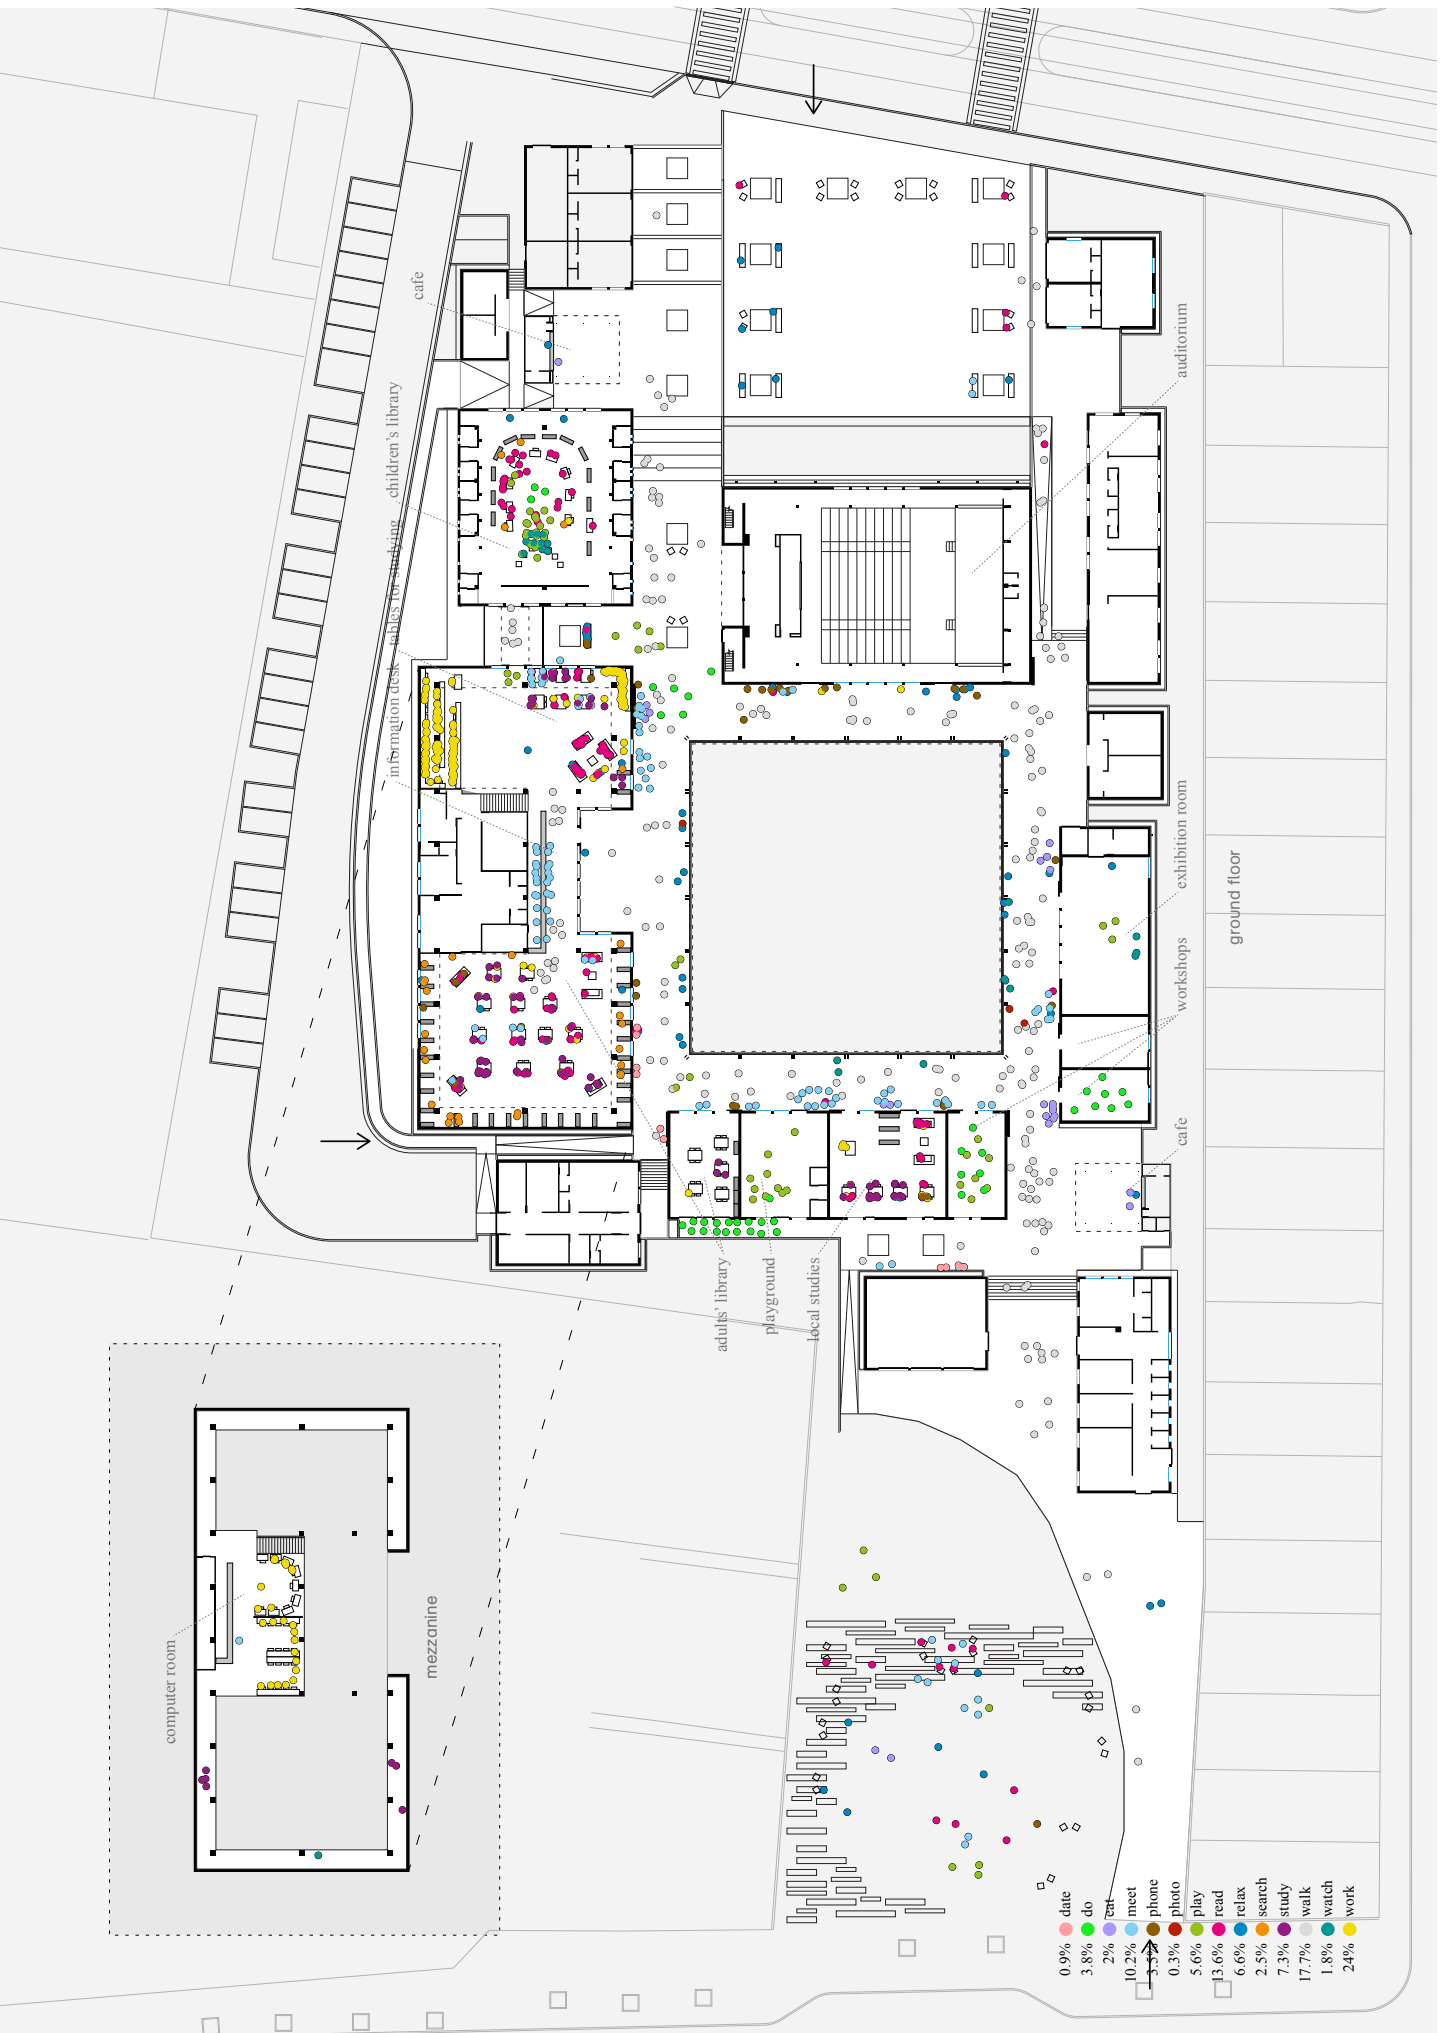 cafe
children's library
tables for studying
information desk
auditorium
exhibition room
workshops
cafe
ground floor
adults' library
playground
local studies
computer room
mezzanine
0.9% date
3.8% do
2% eat
10.2% meet
3.5% phone
0.3% photo
5.6% play
13.6% read
6.6% relax
2.5% search
7.3% study
17.7% walk
1.8% watch
24% work